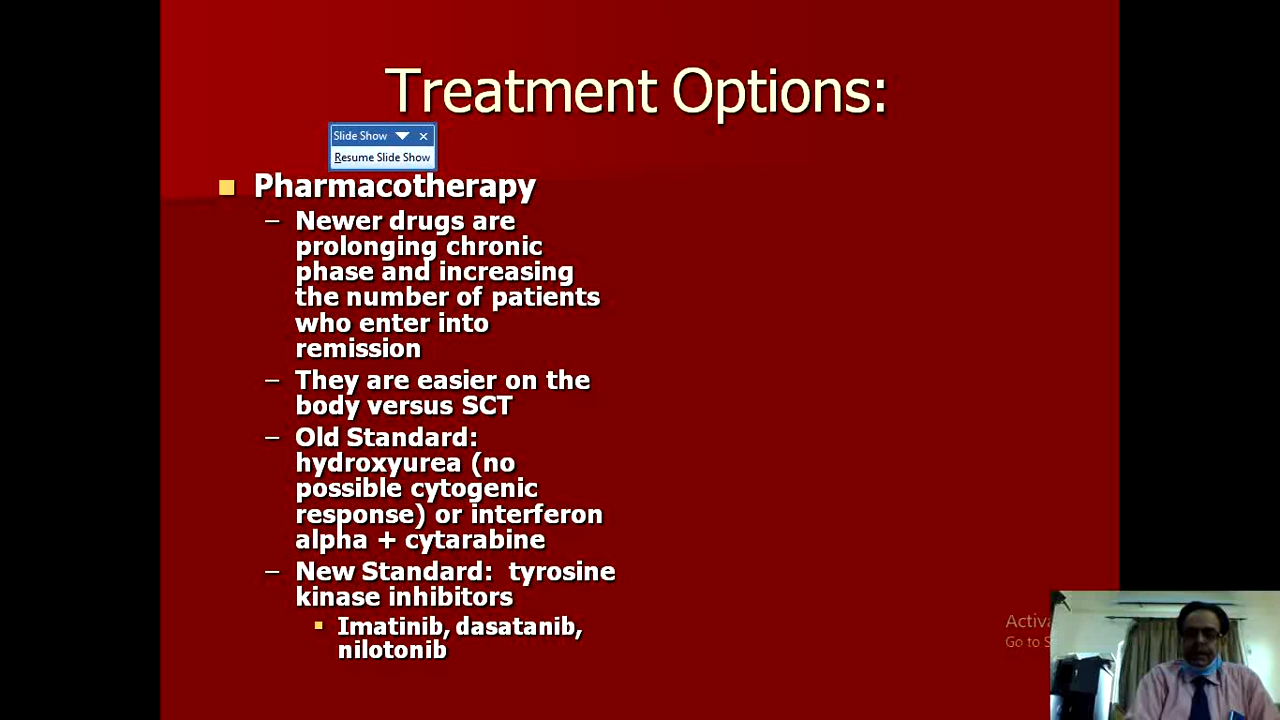 Treatment Options:
Slide Show
Resume Slide Show
Pharmacotherapy
– Newer drugs are
prolonging chronic
phase and increasing
the number of patients
who enter into
remission
– They are easier on the
body versus SCT
– Old Standard:
hydroxyurea (no
possible cytogenic
response) or interferon
alpha + cytarabine
– New Standard: tyrosine
kinase inhibitors
Imatinib, dasatanib,
nilotonib
Activa
Go to S